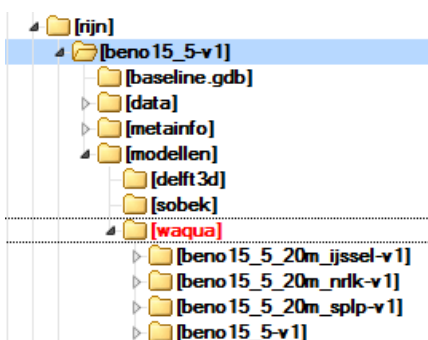 [rijn]
[beno15_5-v1]
[baseline.gdb]
[data]
[metainfo]
[modellen]
[delft3d]
[sobek]
[waqua]
[beno15_5_20m_ijssel-v1]
[beno15_5_20m_nrlk-v1]
[beno15_5_20m_splp-v1]
[beno15_5-v1]